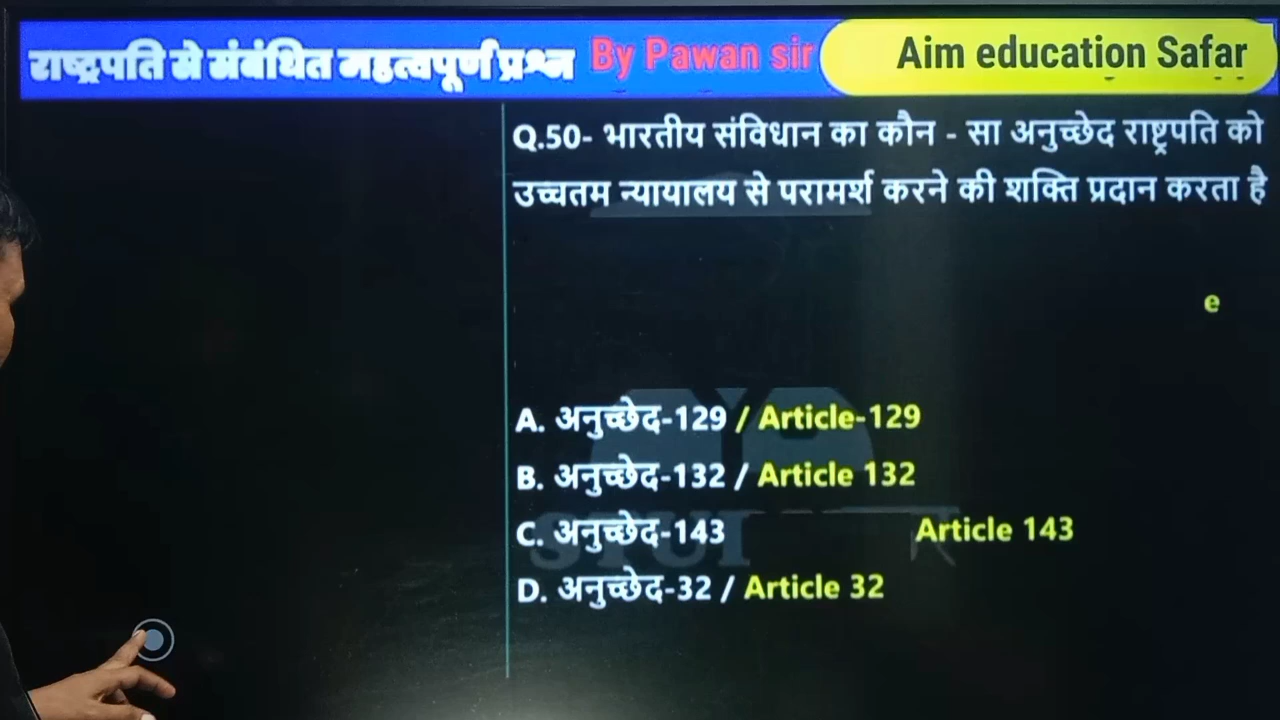 राष्ट्रपति से संबंधित महत्वपूर्ण प्रश्न By Pawan sir Aim education Safar
Q.50- भारतीय संविधान का कौन - सा अनुच्छेद राष्ट्रपति को
उच्चतम न्यायालय से परामर्श करने की शक्ति प्रदान करता है
e
A. अनुच्छेद-129 / Article-129
B. अनुच्छेद-132 / Article 132
C. अनुच्छेद-143 Article 143
D. अनुच्छेद-32 / Article 32